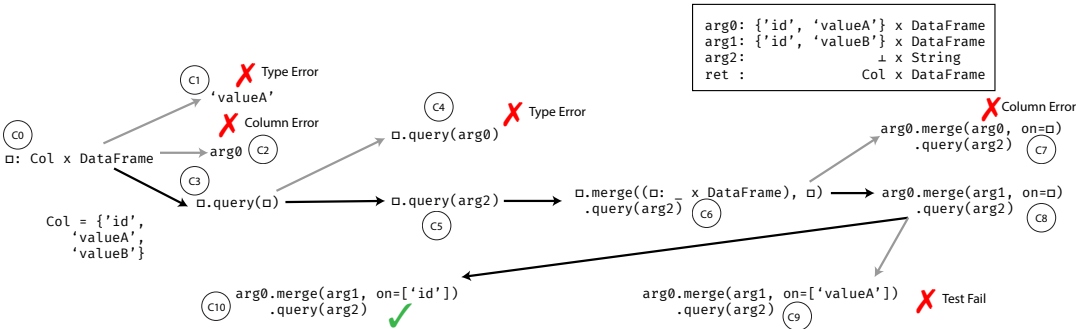 arg0: {'id', ‘valueA’} x DataFrame
arg1: {'id', ‘valueB’} x DataFrame
arg2: ⊥ x String
ret : Col x DataFrame
C1
Type Error
‘valueA’
C0
□: Col x DataFrame
Column Error
arg0
C2
C3
□.query(□)
Col = {'id',
'valueA',
'valueB'}
C4
□.query(arg0)
Type Error
□.query(arg2)
C5
□.merge((□: _ x DataFrame), □)
.query(arg2)
C6
Column Error
arg0.merge(arg0, on=□)
.query(arg2)
C7
arg0.merge(arg1, on=□)
.query(arg2)
C8
C10
arg0.merge(arg1, on=[‘id’])
.query(arg2)
arg0.merge(arg1, on=[‘valueA’])
.query(arg2)
C9
Test Fail